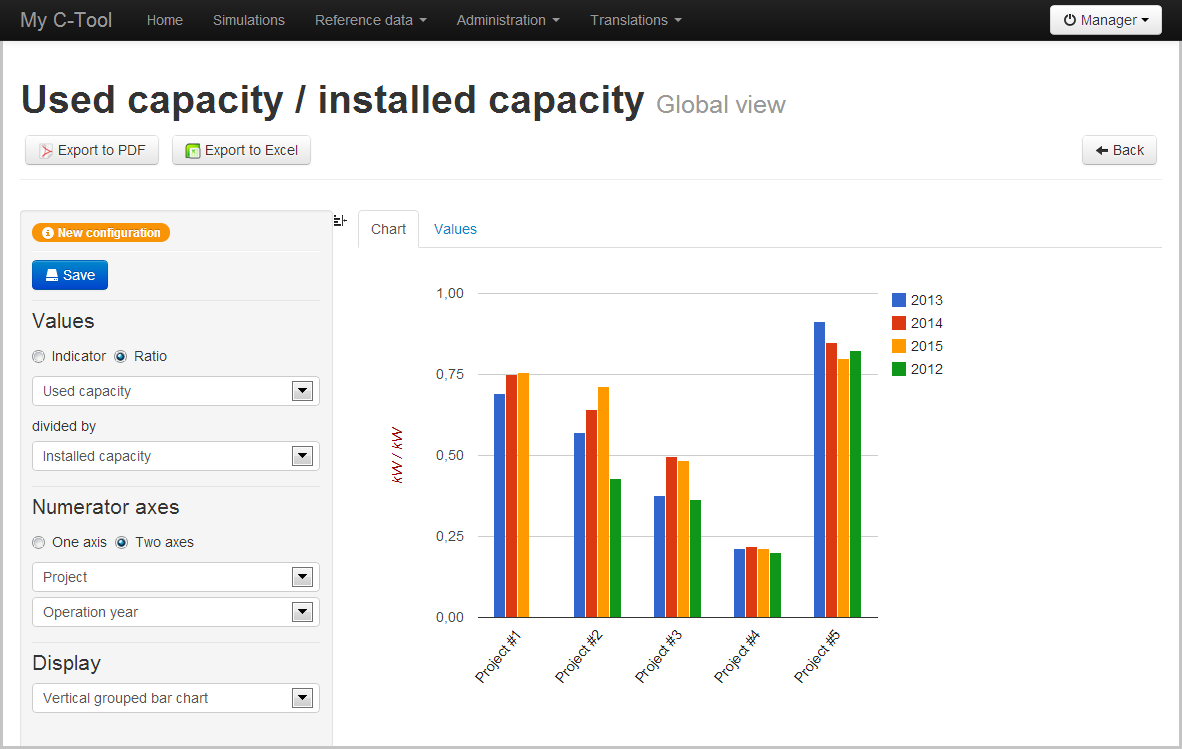 My C-Tool Home Simulations Reference data Administration Translations Manager
Used capacity / installed capacity Global view
Export to PDF Export to Excel Back
New configuration
Save
Values
Indicator Ratio
Used capacity
divided by
Installed capacity
Numerator axes
One axis Two axes
Project
Operation year
Display
Vertical grouped bar chart
Chart Values
1,00
0,75
0,50
0,25
0,00
kW / kW
Project #1
Project #2
Project #3
Project #4
Project #5
2013
2014
2015
2012